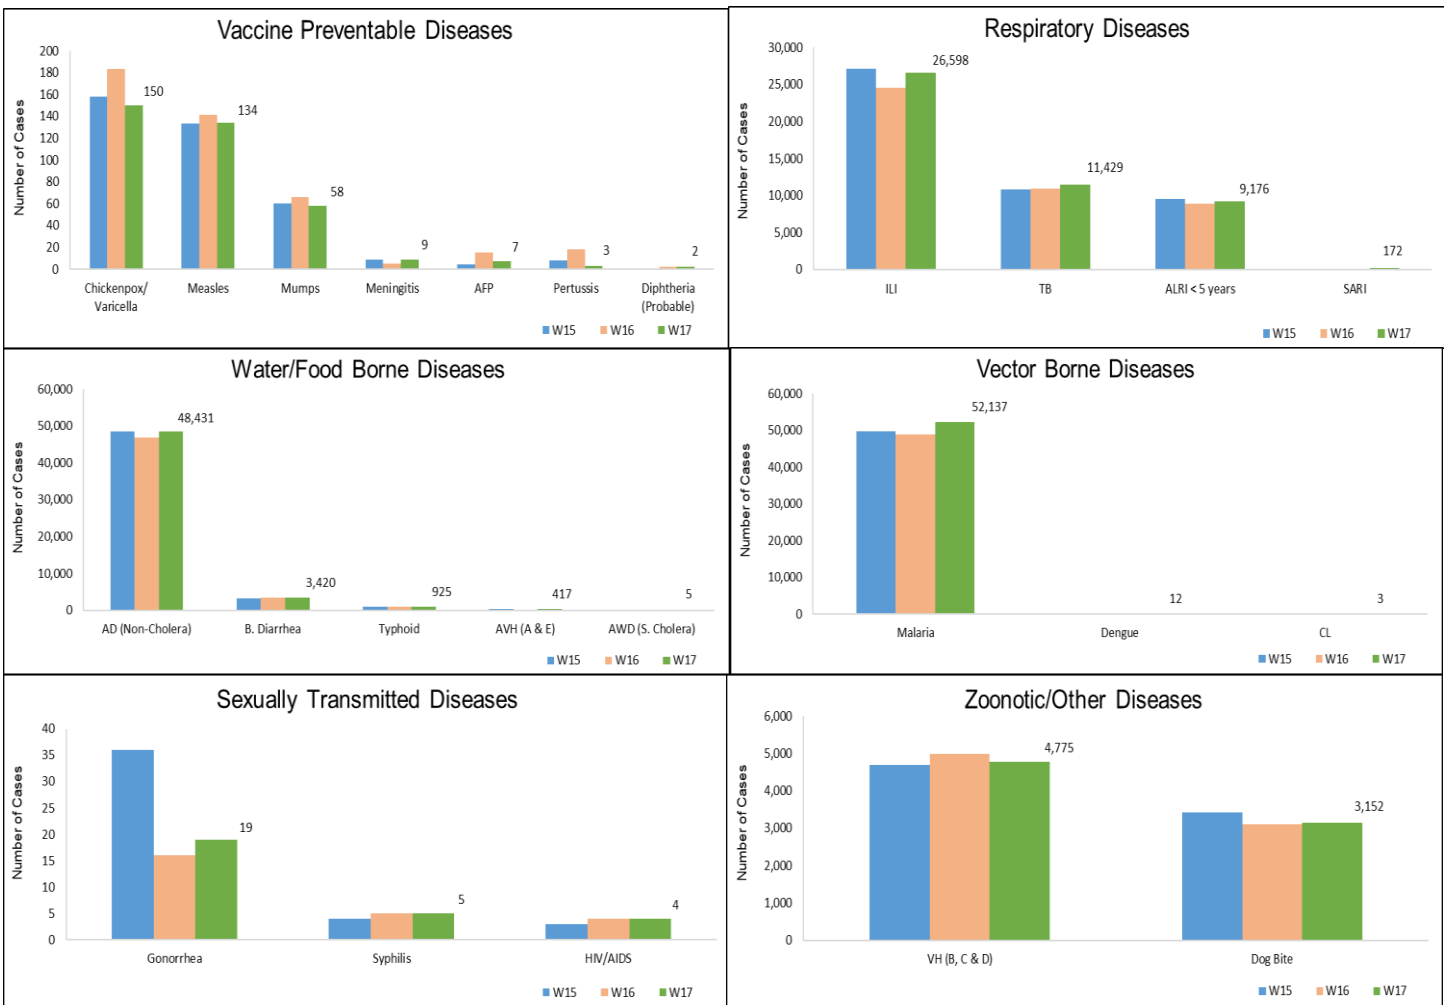 Vaccine Preventable Diseases
Number of Cases
200
180
160
140
120
100
80
60
40
20
0
150
134
58
9
7
3
2
Chickenpox/
Varicella
Measles
Mumps
Meningitis
AFP
Pertussis
Diphtheria
(Probable)
W15 W16 W17
Respiratory Diseases
Number of Cases
30,000
25,000
20,000
15,000
10,000
5,000
0
26,598
11,429
9,176
172
ILI
TB
ALRI < 5 years
SARI
W15 W16 W17
Water/Food Borne Diseases
Number of Cases
60,000
50,000
40,000
30,000
20,000
10,000
0
48,431
3,420
925
417
5
AD (Non-Cholera)
B. Diarrhea
Typhoid
AVH (A & E)
AWD (S. Cholera)
W15 W16 W17
Vector Borne Diseases
Number of Cases
60,000
50,000
40,000
30,000
20,000
10,000
0
52,137
12
3
Malaria
Dengue
CL
W15 W16 W17
Sexually Transmitted Diseases
Number of Cases
40
35
30
25
20
15
10
5
0
19
5
4
Gonorrhea
Syphilis
HIV/AIDS
W15 W16 W17
Zoonotic/Other Diseases
Number of Cases
6,000
5,000
4,000
3,000
2,000
1,000
0
4,775
3,152
VH (B, C & D)
Dog Bite
W15 W16 W17